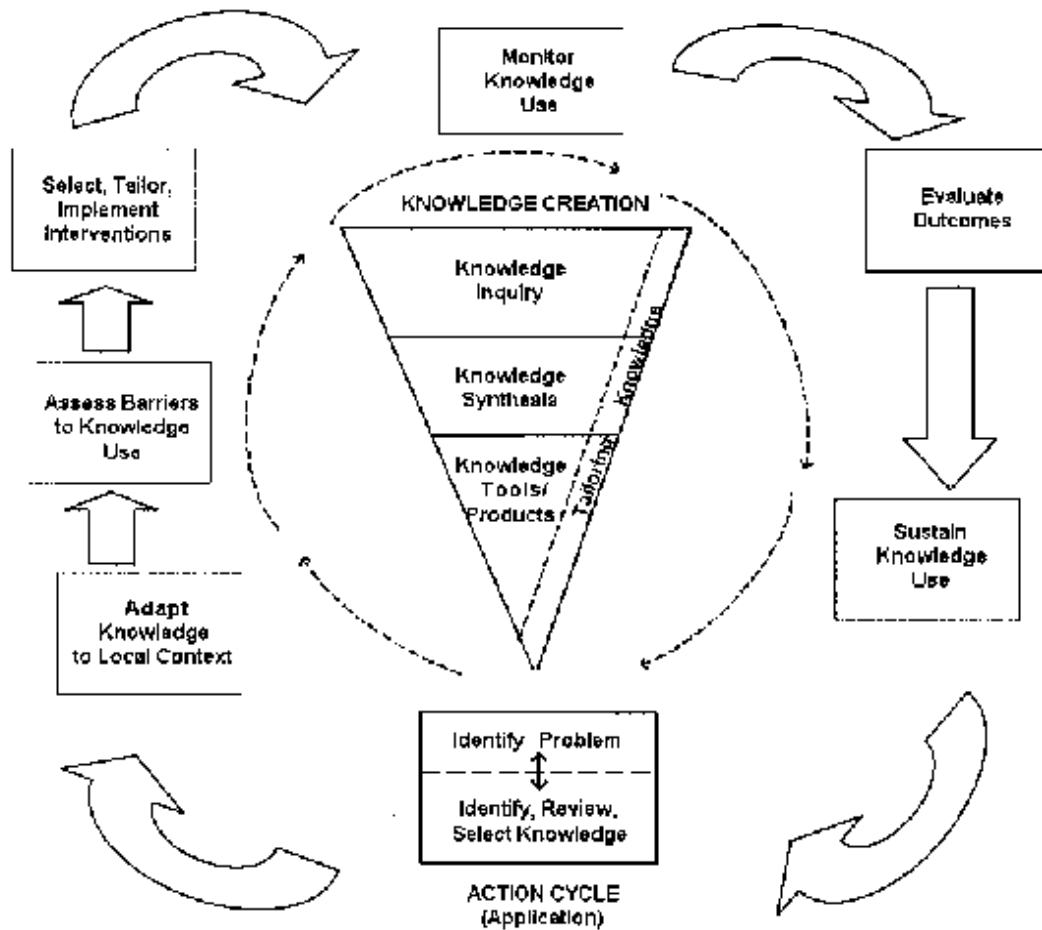 Monitor
Knowledge
Use
Select, Tailor,
Implement
Interventions
Evaluate
Outcomes
KNOWLEDGE CREATION
Knowledge
Inquiry
Knowledge
Synthesis
Knowledge
Tools/
Products
Tailoring Knowledge
Assess Barriers
to Knowledge
Use
Sustain
Knowledge
Use
Adapt
Knowledge
to Local Context
Identify Problem
Identify, Review,
Select Knowledge
ACTION CYCLE
(Application)